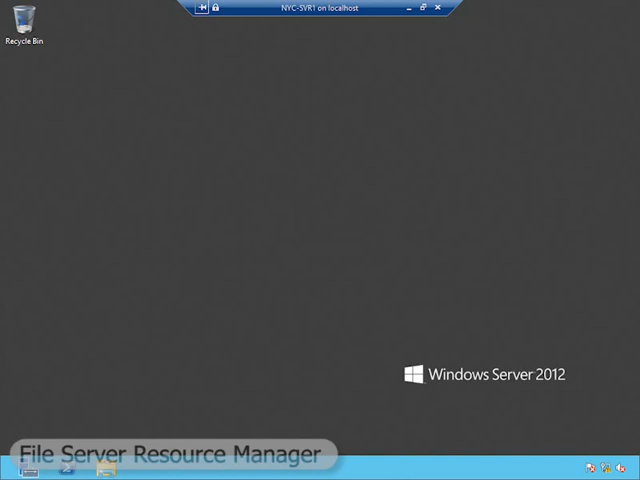 NYC-SVR1 on localhost
Recycle Bin
Windows Server 2012
File Server Resource Manager